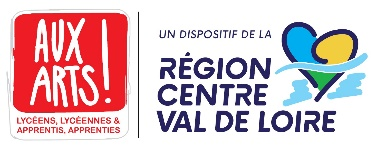 AUX
ARTS!
LYCÉENS, LYCÉENNES &
APPRENTIS, APPRENTIES
UN DISPOSITIF DE LA
RÉGION
CENTRE
VAL DE LOIRE